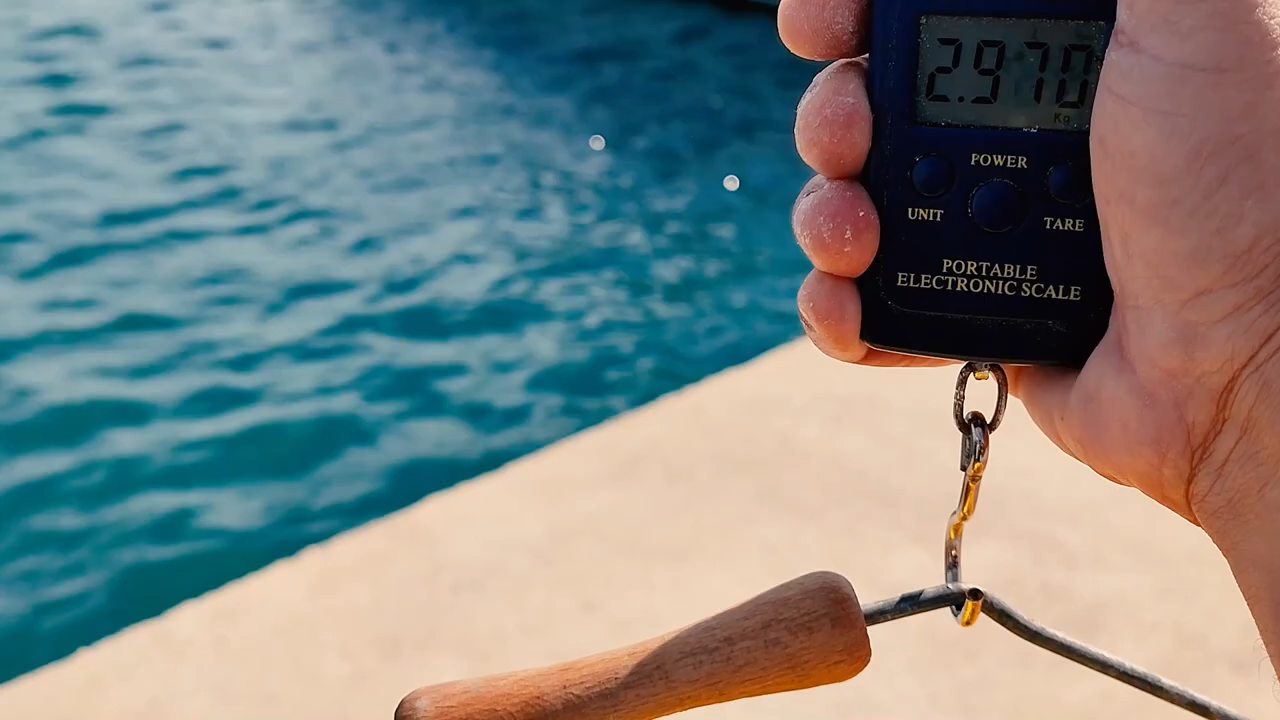 2.970
Kg
POWER
UNIT
TARE
PORTABLE
ELECTRONIC SCALE